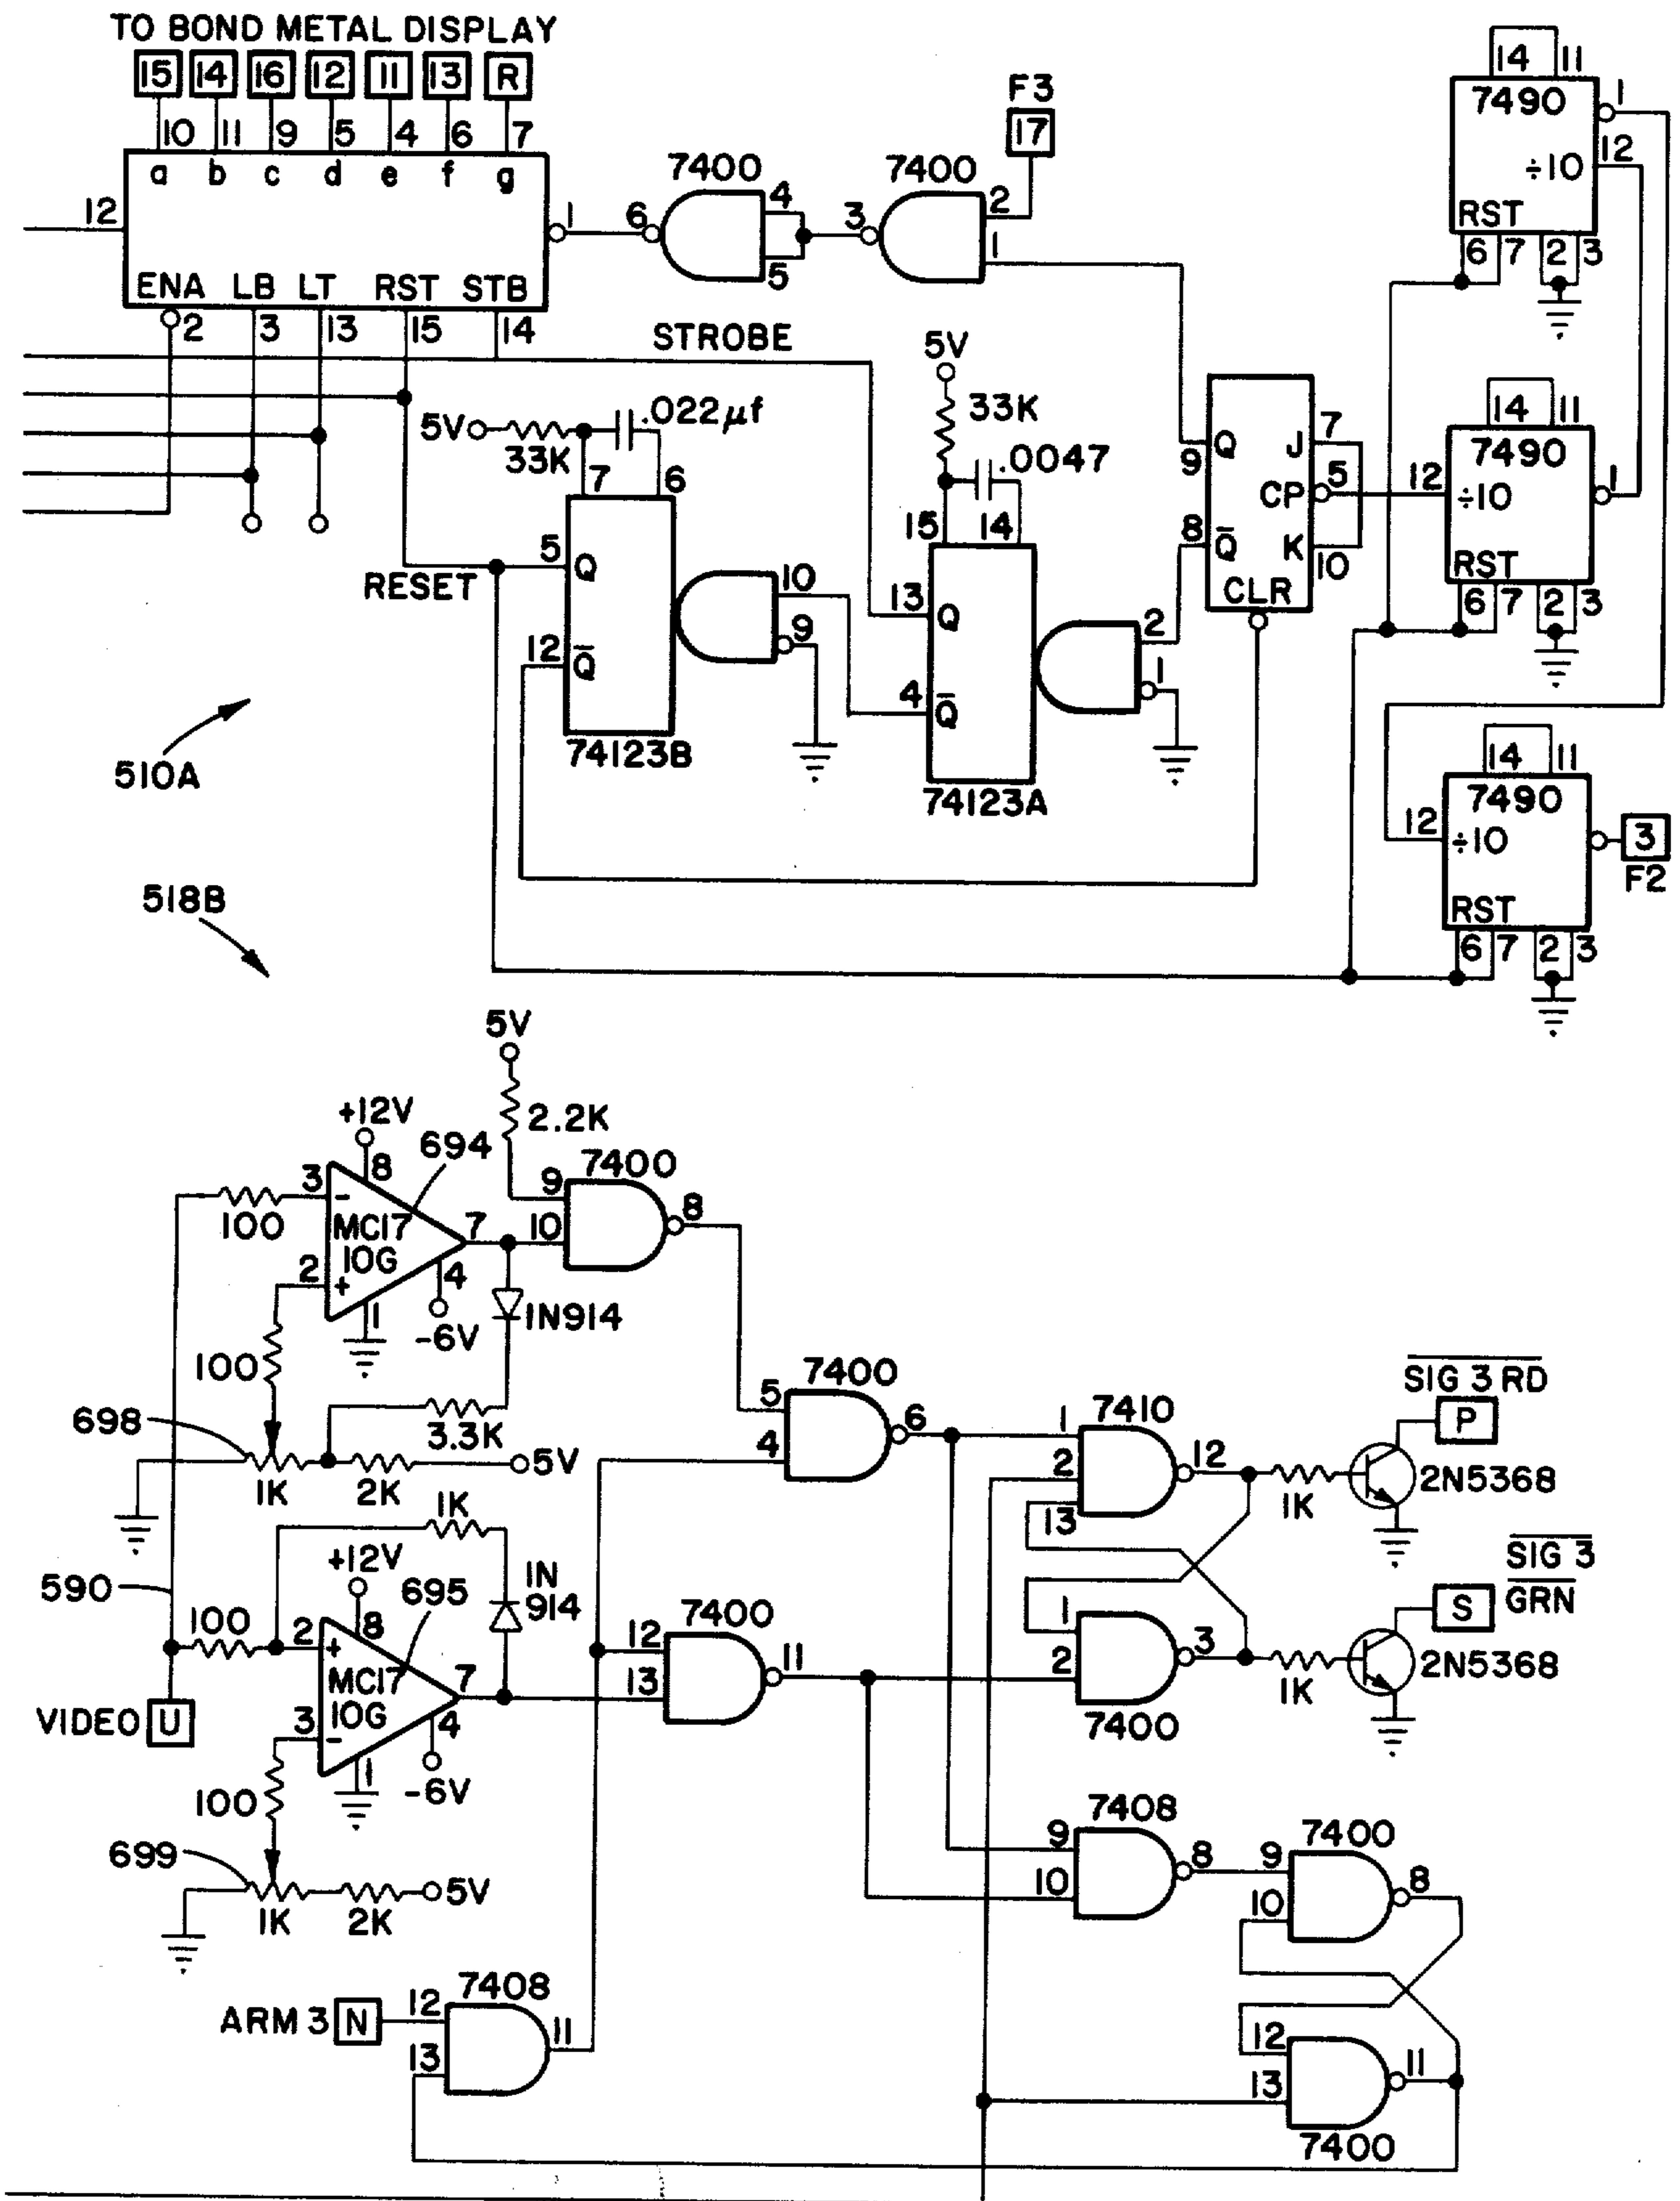 TO BOND METAL DISPLAY
15 14 16 12 11 13 R
10 11 9 5 4 6 7
a b c d e f g
12
1
ENA LB LT RST STB
2 3 13 15 14
7400
6
4
5
7400
3
2
1
F3
17
14 11
7490
1
12
÷10
RST
6 7 2 3
STROBE
5V
33K
.022µf
7 6
5V
33K
.0047
15 14
9 Q
8 Q̅
J 7
CP 5
K 10
CLR
14 11
7490
12
÷10
1
RST
6 7 2 3
RESET
5 Q
12 Q̅
74123B
10
9
13 Q
4 Q̅
74123A
2
1
14 11
7490
12
÷10
3
F2
RST
6 7 2 3
510A
518B
5V
2.2K
+12V
694
8
3 -
100
MC17
10G
2 +
7
4
1
-6V
9
10
7400
8
1N914
100
698
3.3K
1K
2K
5V
7400
5
4
6
1
2
13
7410
12
1K
SIG 3 RD
P
2N5368
1K
590
+12V
8
695
IN
914
100
2 +
MC17
10G
3 -
7
4
1
-6V
VIDEO U
12
13
7400
11
1
2
3
7400
1K
SIG 3
GRN
S
2N5368
100
699
1K
2K
5V
7408
9
10
8
7400
9
10
8
ARM 3 N
12
13
7408
11
12
13
11
7400